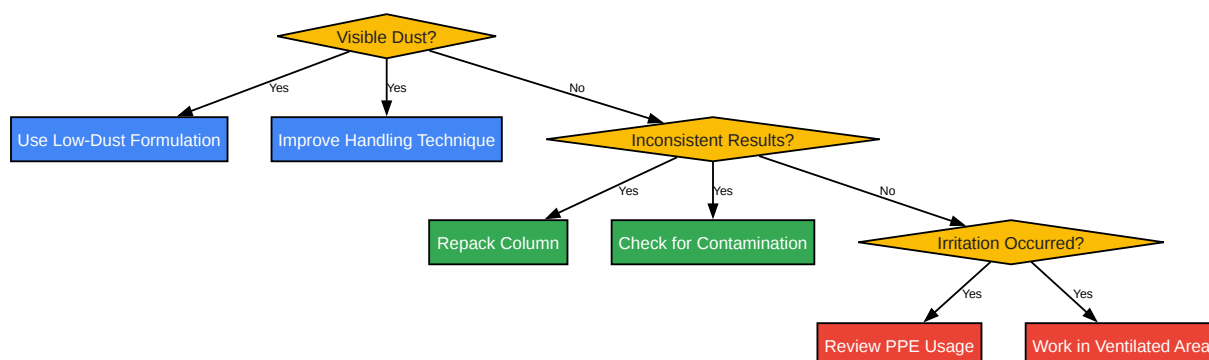 Visible Dust?
Yes
Yes
No
Use Low-Dust Formulation
Improve Handling Technique
Inconsistent Results?
Yes
Yes
No
Repack Column
Check for Contamination
Irritation Occurred?
Yes
Yes
Review PPE Usage
Work in Ventilated Area